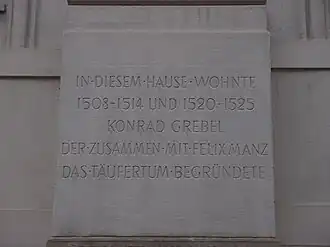 IN·DIESEM·HAUSE·WOHNTE
1508-1514 UND 1520-1525
KONRAD GREBEL
DER·ZUSAMMEN·MIT·FELIX·MANZ
DAS·TÄUFERTUM·BEGRÜNDETE